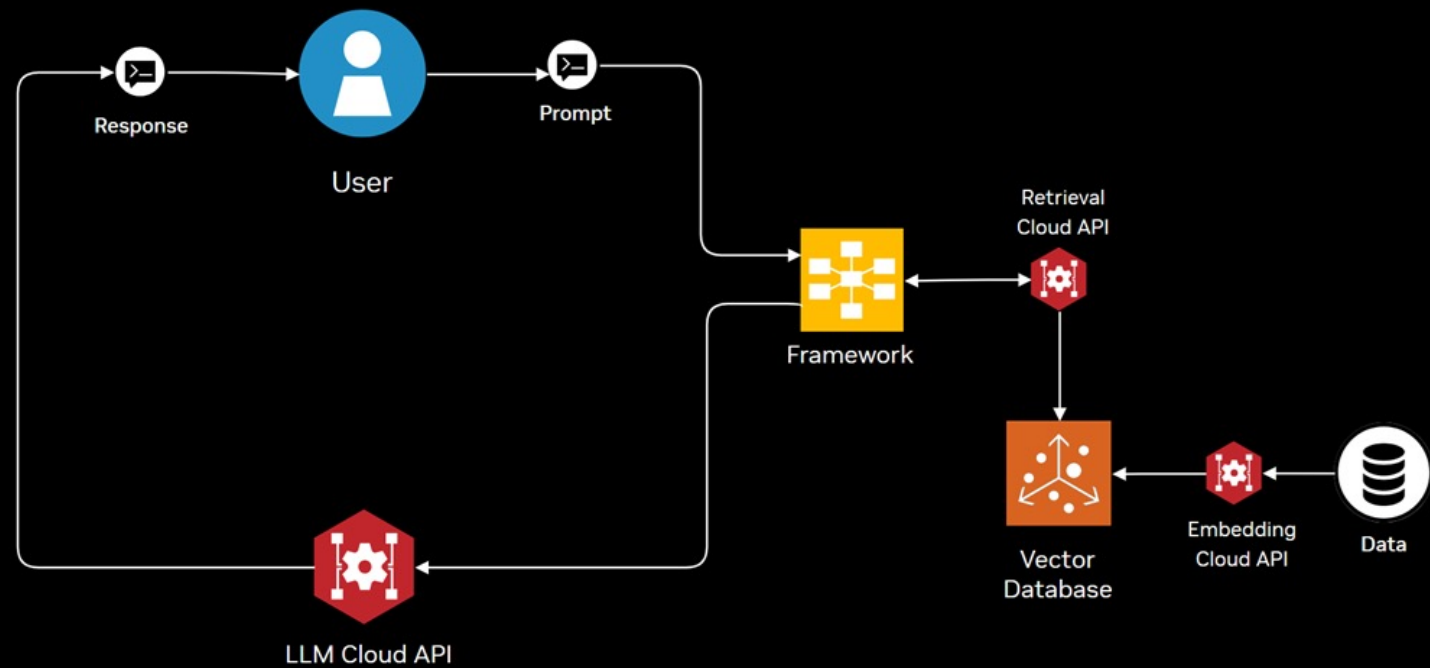 Response
User
Prompt
Retrieval
Cloud API
Framework
Vector
Database
Embedding
Cloud API
Data
LLM Cloud API